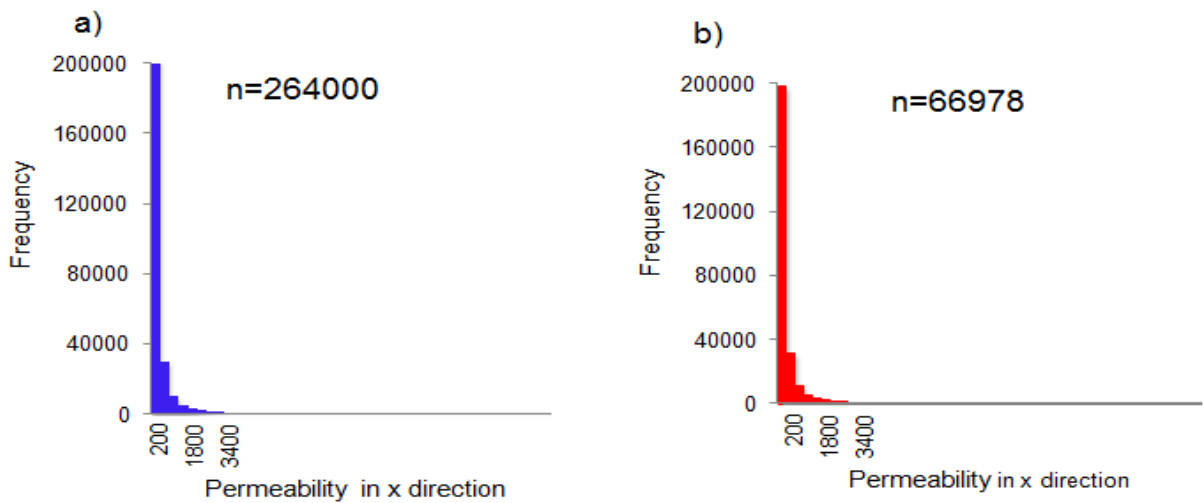 a)
n=264000
200000
160000
120000
80000
40000
0
Frequency
200
1800
3400
Permeability in x direction
b)
n=66978
200000
160000
120000
80000
40000
0
Frequency
200
1800
3400
Permeability in x direction